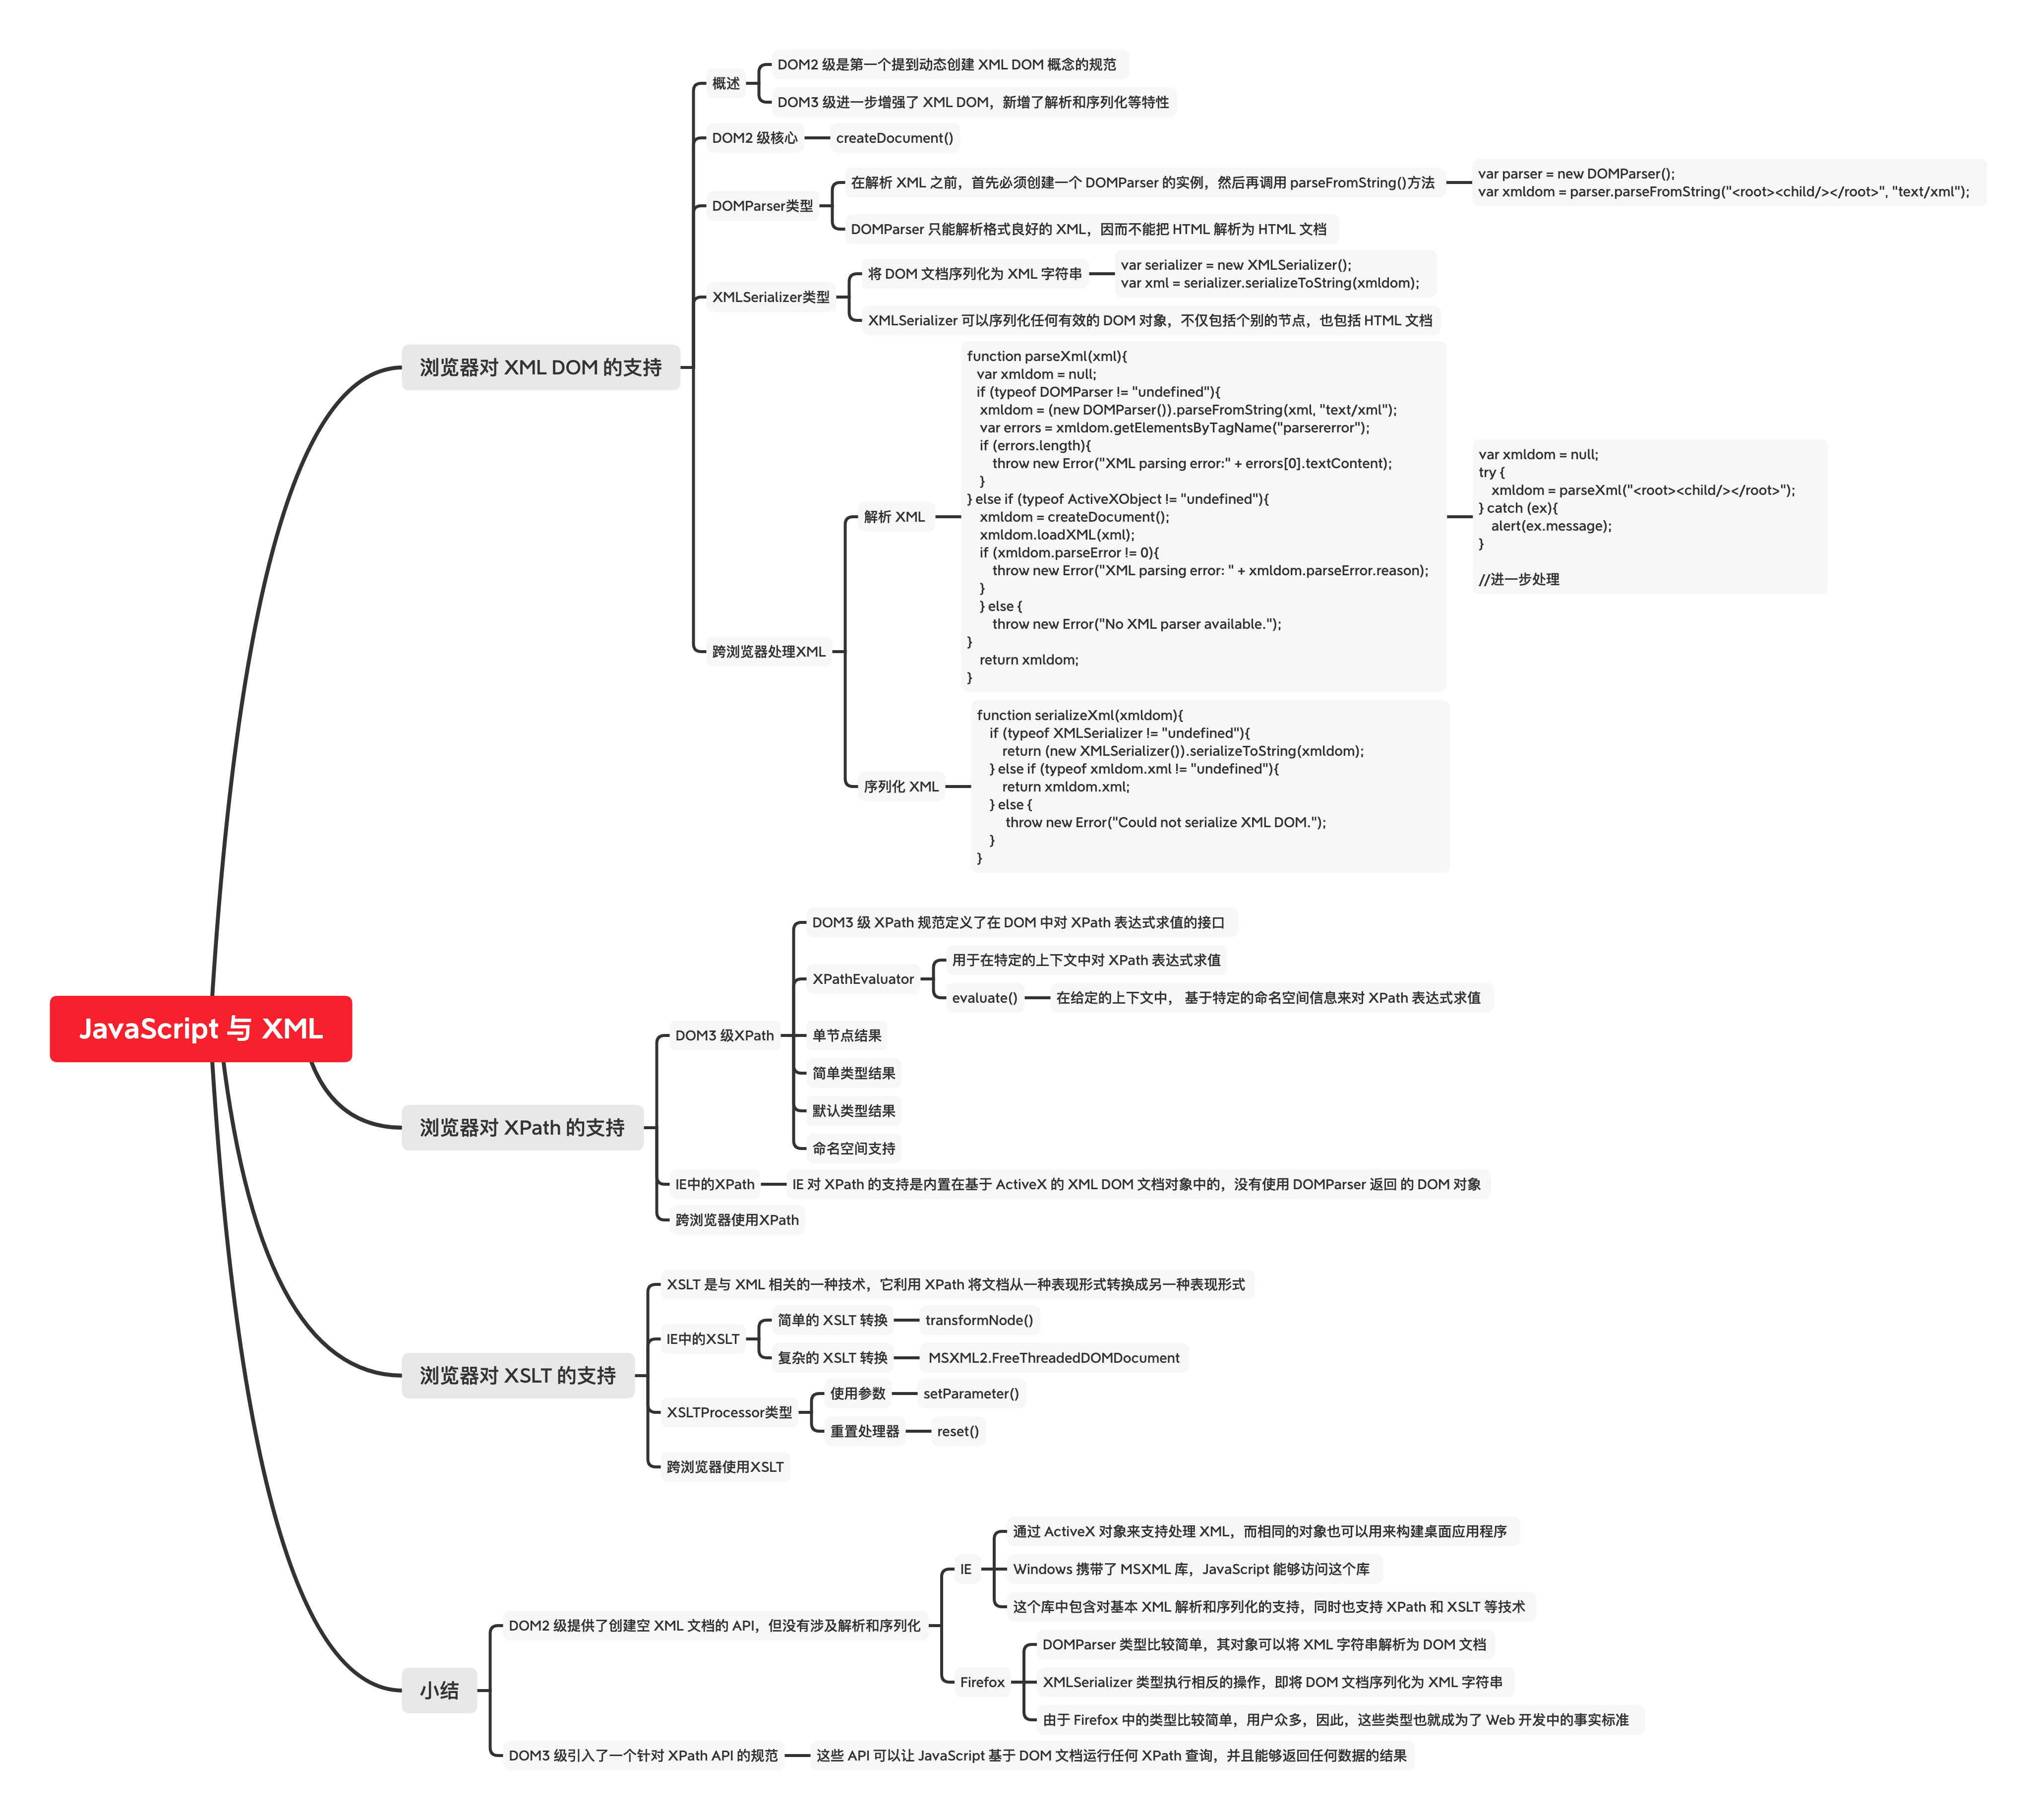 JavaScript 与 XML
浏览器对 XML DOM 的支持
概述
DOM2 级是第一个提到动态创建 XML DOM 概念的规范
DOM3 级进一步增强了 XML DOM，新增了解析和序列化等特性
DOM2 级核心
createDocument()
DOMParser类型
在解析 XML 之前，首先必须创建一个 DOMParser 的实例，然后再调用 parseFromString()方法
var parser = new DOMParser();
var xmldom = parser.parseFromString("<root><child/></root>", "text/xml");
DOMParser 只能解析格式良好的 XML，因而不能把 HTML 解析为 HTML 文档
XMLSerializer类型
将 DOM 文档序列化为 XML 字符串
var serializer = new XMLSerializer();
var xml = serializer.serializeToString(xmldom);
XMLSerializer 可以序列化任何有效的 DOM 对象，不仅包括个别的节点，也包括 HTML 文档
跨浏览器处理XML
解析 XML
function parseXml(xml){
var xmldom = null;
if (typeof DOMParser != "undefined"){
xmldom = (new DOMParser()).parseFromString(xml, "text/xml");
var errors = xmldom.getElementsByTagName("parsererror");
if (errors.length){
throw new Error("XML parsing error:" + errors[0].textContent);
}
} else if (typeof ActiveXObject != "undefined"){
xmldom = createDocument();
xmldom.loadXML(xml);
if (xmldom.parseError != 0){
throw new Error("XML parsing error: " + xmldom.parseError.reason);
}
} else {
throw new Error("No XML parser available.");
}
return xmldom;
}
var xmldom = null;
try {
xmldom = parseXml("<root><child/></root>");
} catch (ex){
alert(ex.message);
}
//进一步处理
序列化 XML
function serializeXml(xmldom){
if (typeof XMLSerializer != "undefined"){
return (new XMLSerializer()).serializeToString(xmldom);
} else if (typeof xmldom.xml != "undefined"){
return xmldom.xml;
} else {
throw new Error("Could not serialize XML DOM.");
}
}
浏览器对 XPath 的支持
DOM3 级XPath
DOM3 级 XPath 规范定义了在 DOM 中对 XPath 表达式求值的接口
XPathEvaluator
用于在特定的上下文中对 XPath 表达式求值
evaluate()
在给定的上下文中， 基于特定的命名空间信息来对 XPath 表达式求值
单节点结果
简单类型结果
默认类型结果
命名空间支持
IE中的XPath
IE 对 XPath 的支持是内置在基于 ActiveX 的 XML DOM 文档对象中的，没有使用 DOMParser 返回 的 DOM 对象
跨浏览器使用XPath
浏览器对 XSLT 的支持
XSLT 是与 XML 相关的一种技术，它利用 XPath 将文档从一种表现形式转换成另一种表现形式
IE中的XSLT
简单的 XSLT 转换
transformNode()
复杂的 XSLT 转换
MSXML2.FreeThreadedDOMDocument
XSLTProcessor类型
使用参数
setParameter()
重置处理器
reset()
跨浏览器使用XSLT
小结
DOM2 级提供了创建空 XML 文档的 API，但没有涉及解析和序列化
IE
通过 ActiveX 对象来支持处理 XML，而相同的对象也可以用来构建桌面应用程序
Windows 携带了 MSXML 库，JavaScript 能够访问这个库
这个库中包含对基本 XML 解析和序列化的支持，同时也支持 XPath 和 XSLT 等技术
Firefox
DOMParser 类型比较简单，其对象可以将 XML 字符串解析为 DOM 文档
XMLSerializer 类型执行相反的操作，即将 DOM 文档序列化为 XML 字符串
由于 Firefox 中的类型比较简单，用户众多，因此，这些类型也就成为了 Web 开发中的事实标准
DOM3 级引入了一个针对 XPath API 的规范
这些 API 可以让 JavaScript 基于 DOM 文档运行任何 XPath 查询，并且能够返回任何数据的结果